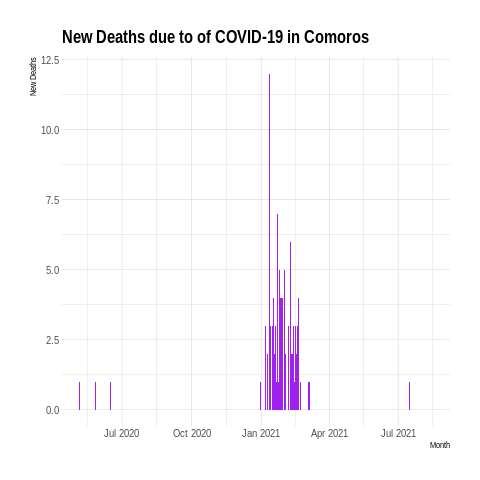 New Deaths due to of COVID-19 in Comoros
New Deaths
12.5
10.0
7.5
5.0
2.5
0.0
Jul 2020 Oct 2020 Jan 2021 Apr 2021 Jul 2021
Month